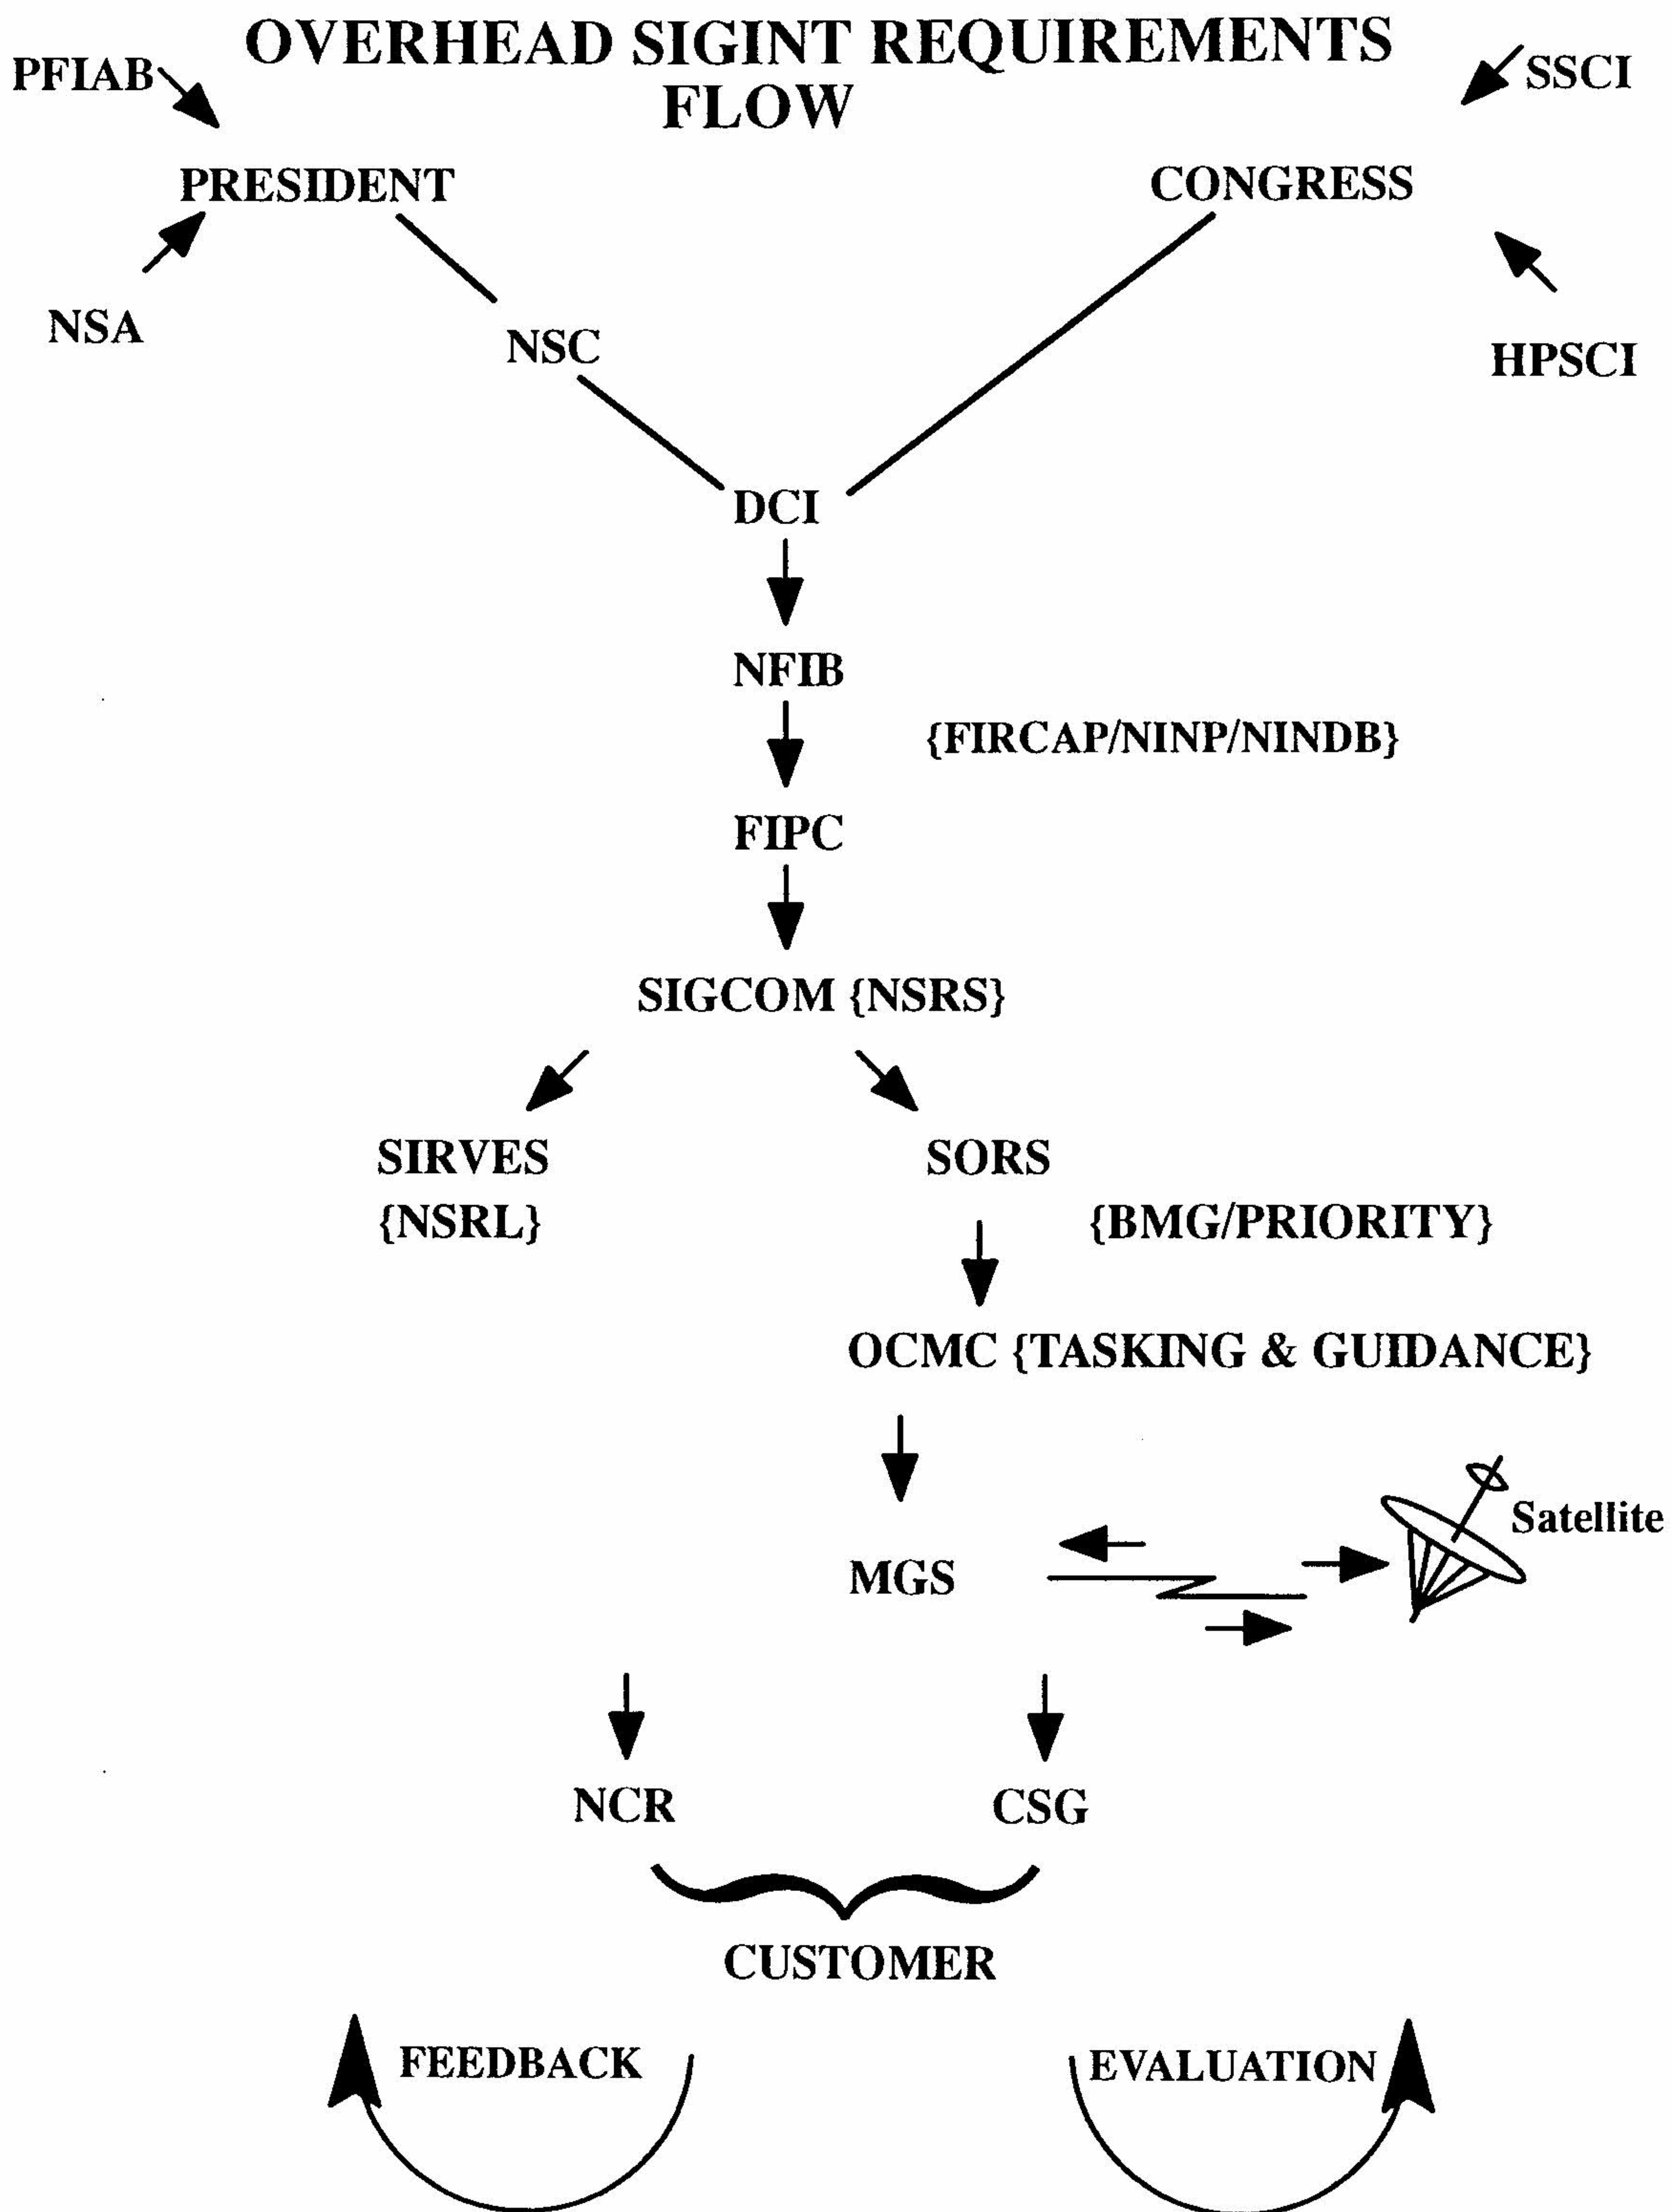 OVERHEAD SIGINT REQUIREMENTS
FLOW
PFIAB
SSCI
PRESIDENT
CONGRESS
NSA
NSC
HPSCI
DCI
NFIB
{FIRCAP/NINP/NINDB}
FIPC
SIGCOM {NSRS}
SIRVES
SORS
{NSRL}
{BMG/PRIORITY}
OCMC {TASKING & GUIDANCE}
Satellite
MGS
NCR
CSG
CUSTOMER
FEEDBACK
EVALUATION